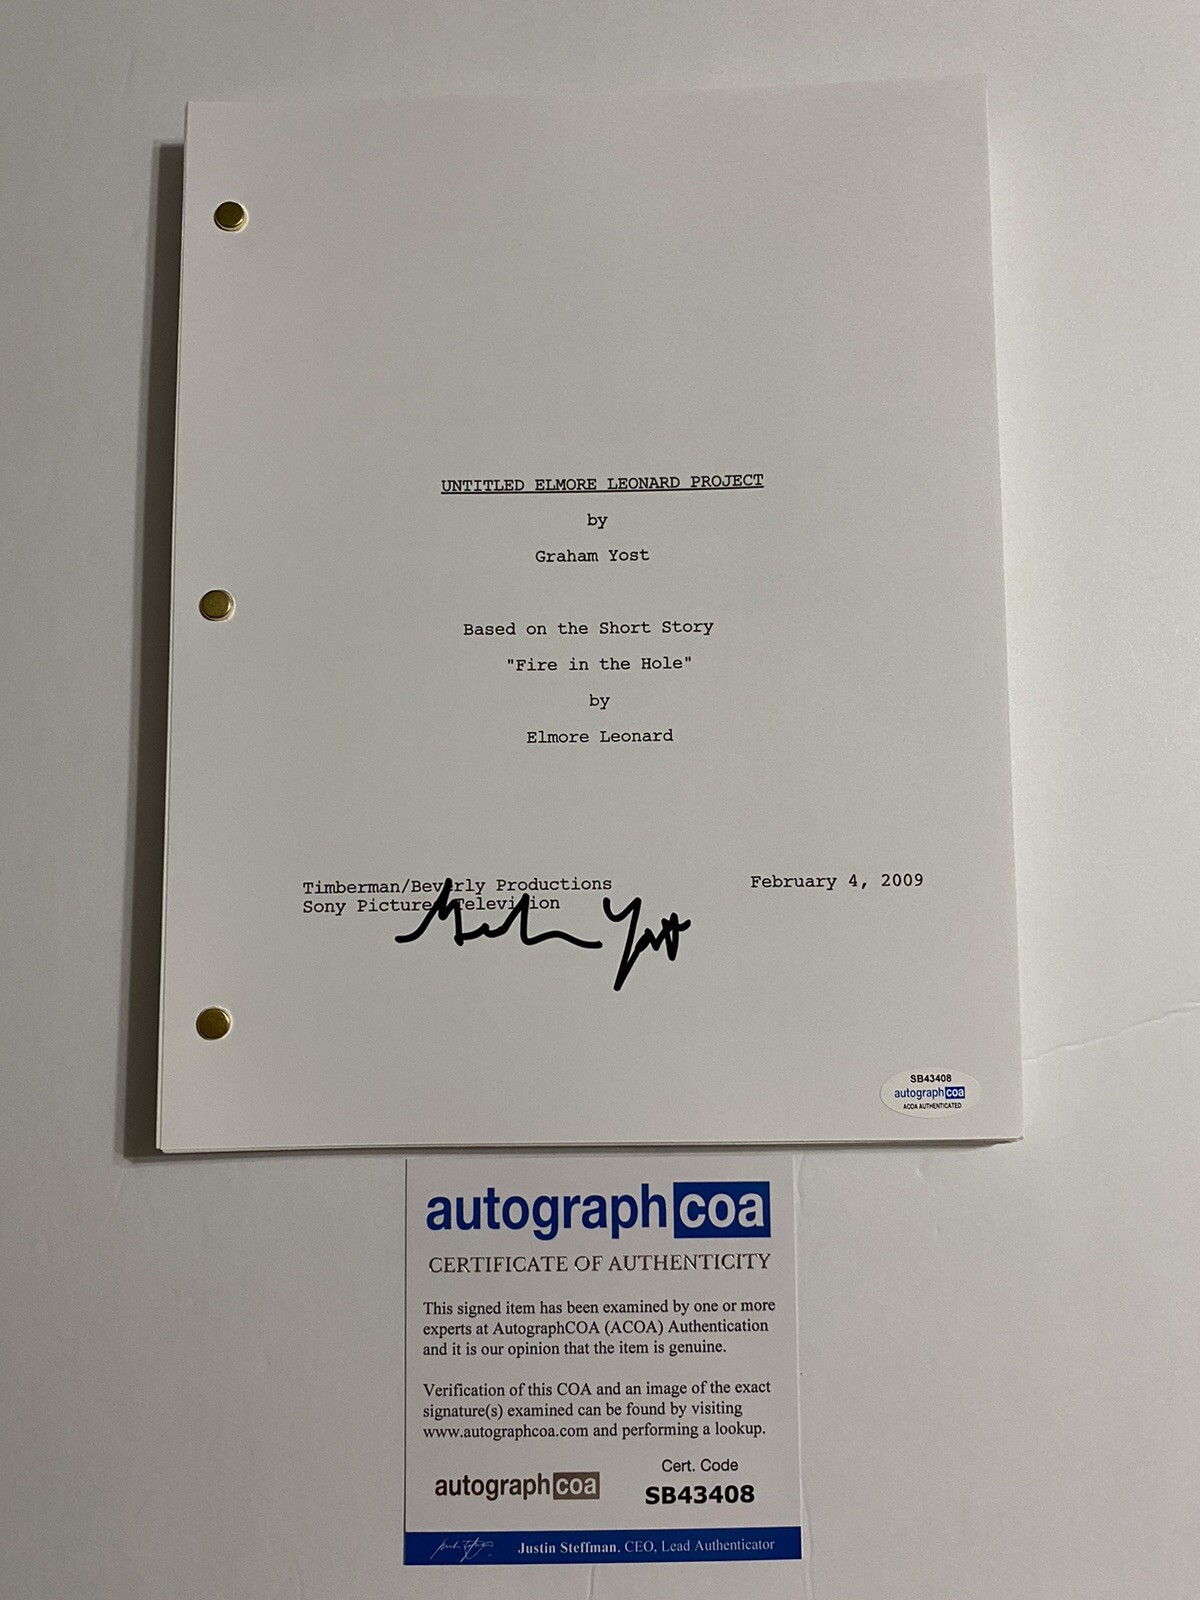 UNTITLED ELMORE LEONARD PROJECT
by
Graham Yost
Based on the Short Story
"Fire in the Hole"
by
Elmore Leonard
Timberman/Beverly Productions
February 4, 2009
Sony Pictures Television
Graham Yost
SB43408
autographcoa
ACOA AUTHENTICATED
autographcoa
CERTIFICATE OF AUTHENTICITY
This signed item has been examined by one or more
experts at AutographCOA (ACOA) Authentication
and it is our opinion that the item is genuine.
Verification of this COA and an image of the exact
signature(s) examined can be found by visiting
www.autographcoa.com and performing a lookup.
autographcoa
Cert. Code
SB43408
Justin Steffman, CEO, Lead Authenticator